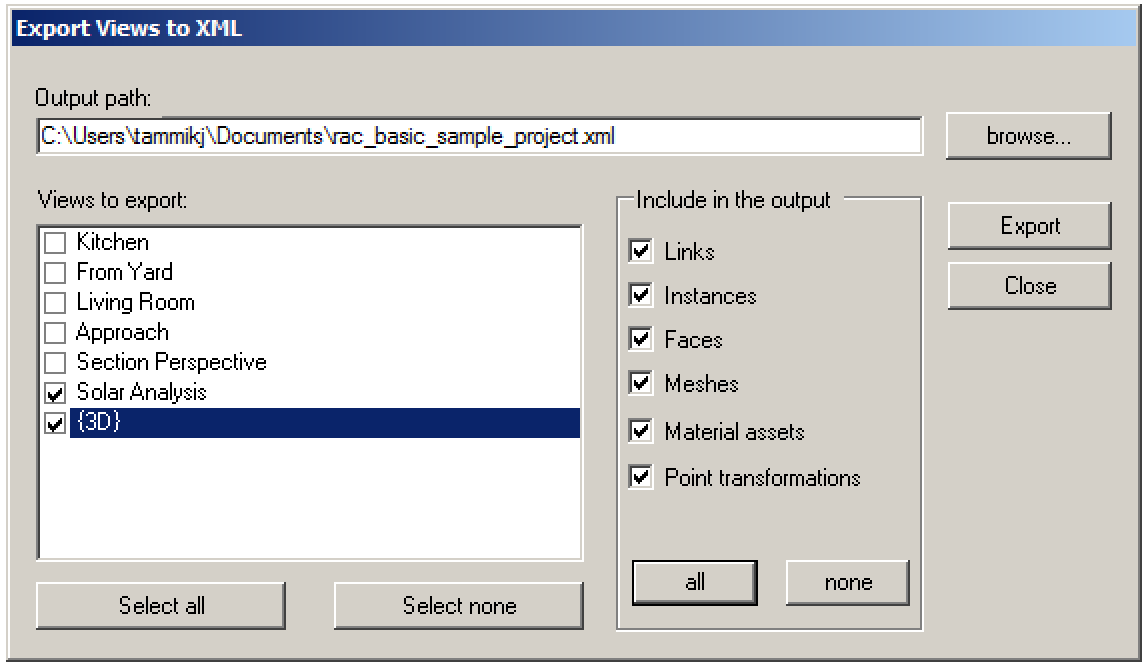 Export Views to XML
Output path:
C:\Users\tammikj\Documents\rac_basic_sample_project.xml
browse...
Views to export:
Kitchen
From Yard
Living Room
Approach
Section Perspective
Solar Analysis
{3D}
Select all
Select none
Include in the output
Links
Instances
Faces
Meshes
Material assets
Point transformations
all
none
Export
Close